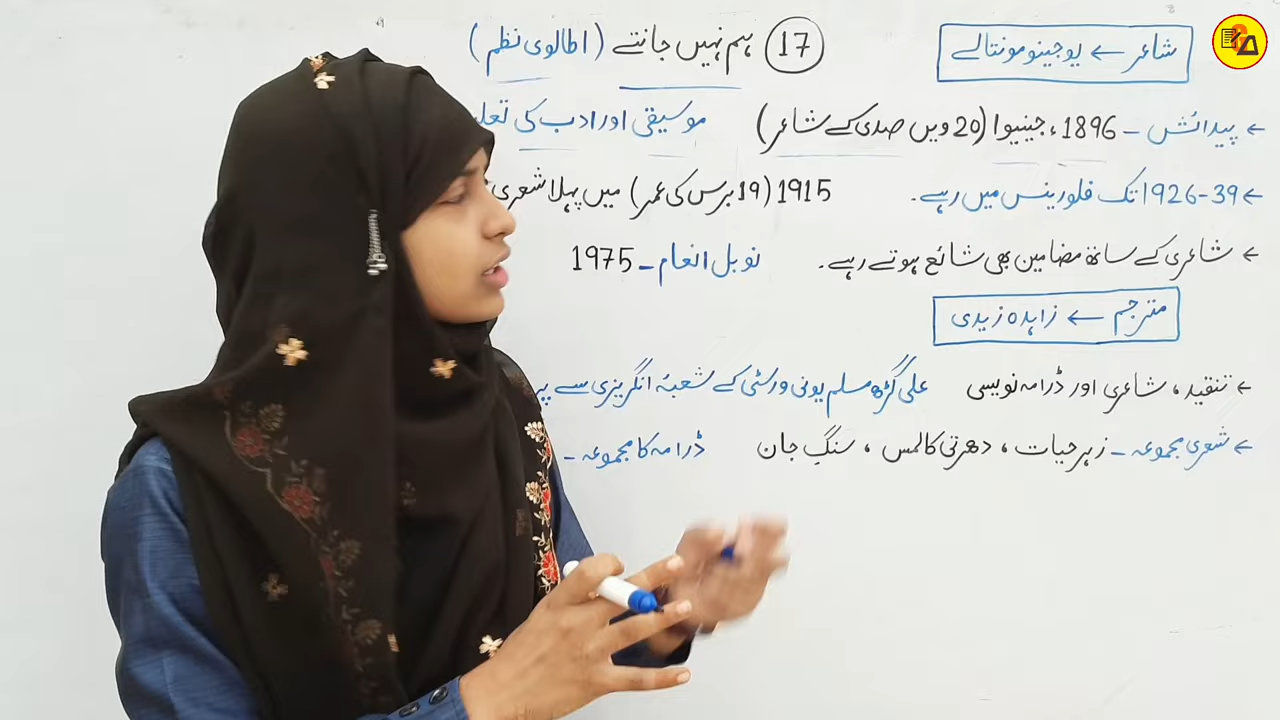 17 ہم نہیں جانتے (اطالوی نظم)
شاعر ← یوجینو مونتالے
← پیدائش - 1896، جینیوا (20 ویں صدی کے شاعر) موسیقی اور ادب کی
← 1926-39 تک فلورینس میں رہے۔ 1915 (19 برس کی عمر) میں پہلا شعری
← شاعری کے ساتھ مضامین بھی شائع ہوتے رہے۔ نوبل انعام - 1975
مترجم ← زاہدہ زیدی
← تنقید، شاعری اور ڈرامہ نویسی علی گڑھ مسلم یونی ورسٹی کے شعبۂ انگریزی سے
← شعری مجموعہ - زہر حیات، دھرتی کا لمس، سنگِ جان ڈرامہ کا مجموعہ -